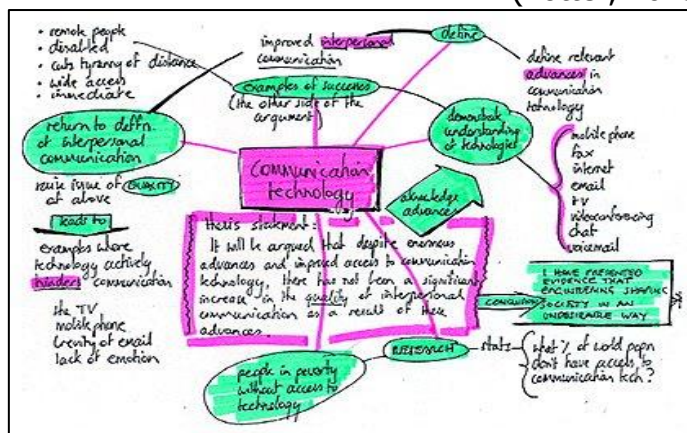 • remote people
• disabled
• cuts tyranny of distance
• wide access
• immediate
improved interpersonal
communication
define
define relevant
advances in
communication
technology
examples of success
(the other side of the
argument)
return to deffn.
of interpersonal
communication
demonstrate
understanding
of technologies
communication
technology
mobile phone
fax
internet
email
TV
videoconferencing
chat
voicemail
raise issue of QUALITY
of above
aknowledge
advances
leads to
examples where
technology actively
hinders communication
the TV
mobile phone
brevity of email
lack of emotion
thesis statement:
It will be argued that despite enormous
advances and improved access to communication
technology, there has not been a significant
increase in the quality of interpersonal
communication as a result of these
advances.
CONCLUSION
I HAVE PRESENTED
EVIDENCE THAT
ENGINEERING SHAPING
SOCIETY IN AN
UNDESIRABLE WAY
people in poverty
without access to
technology
RESEARCH
stats
what % of world popn
don't have access to
communication tech?